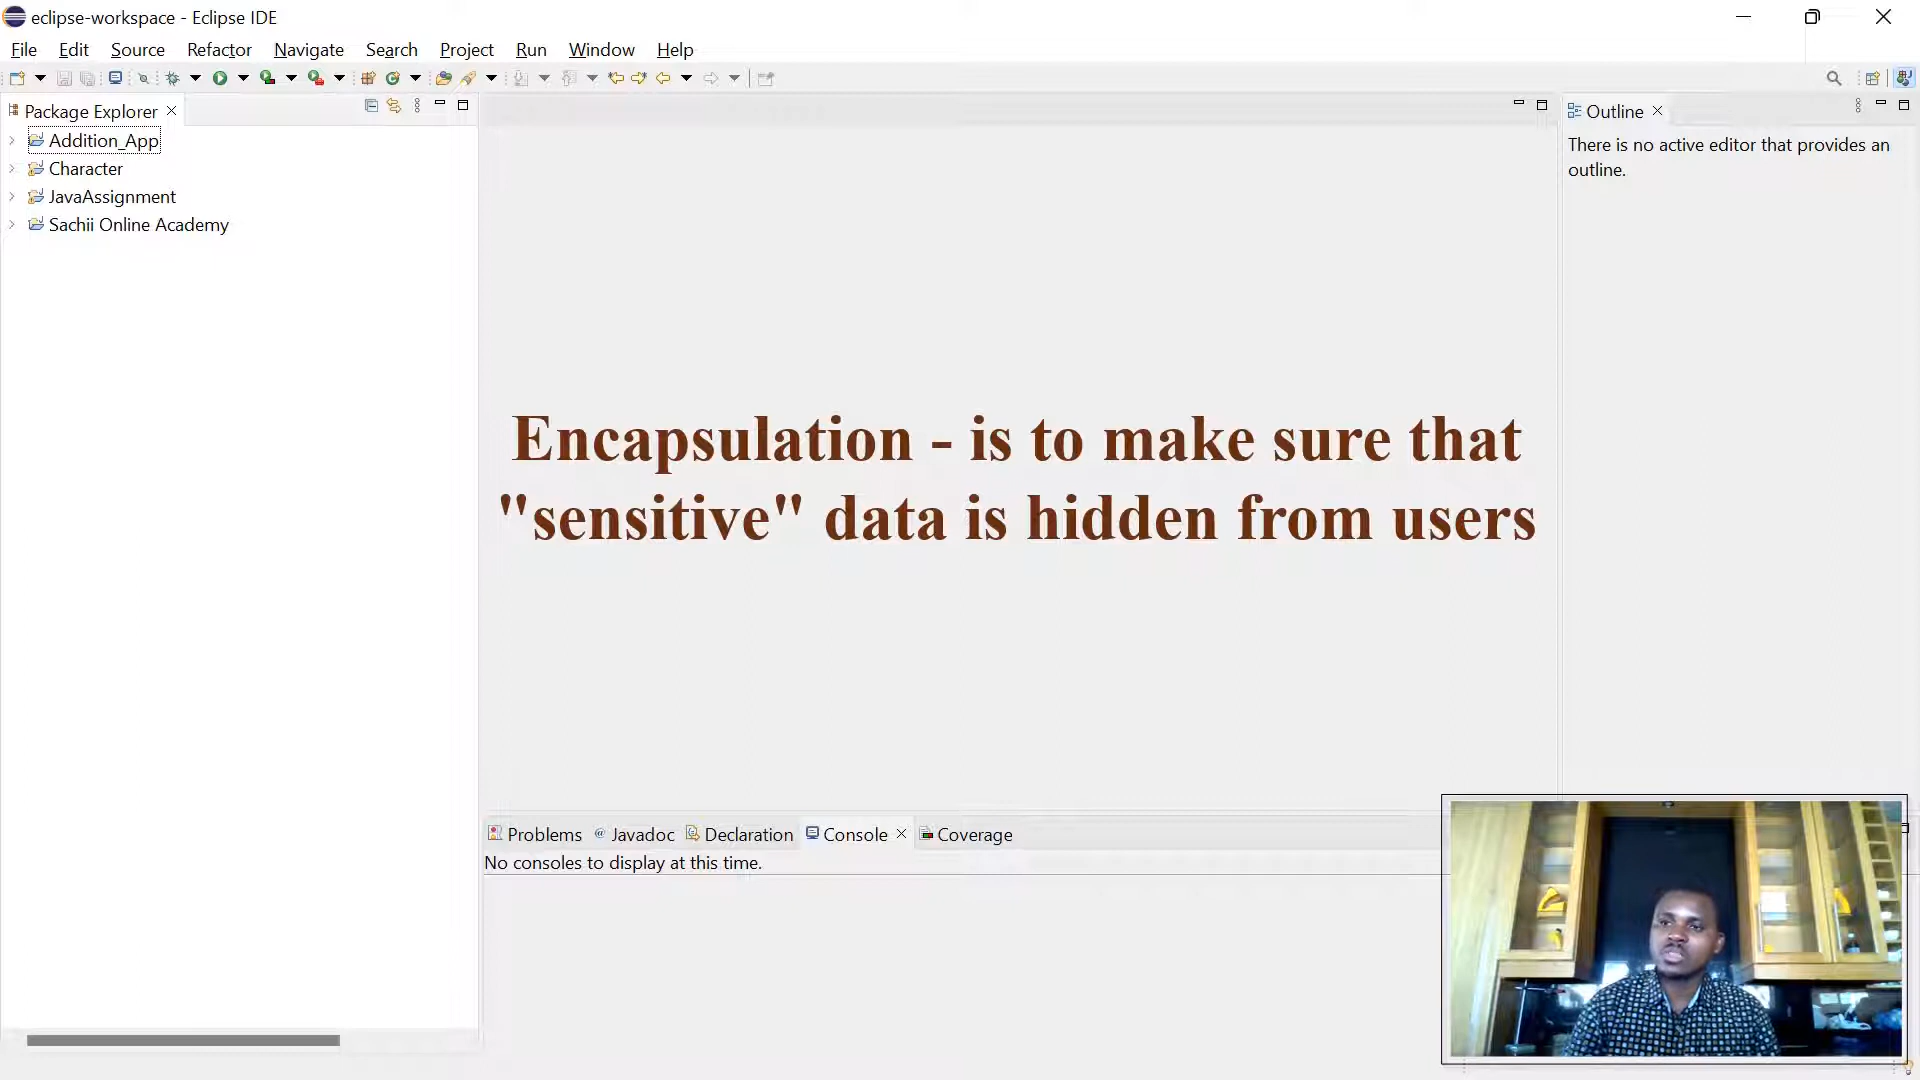 eclipse-workspace - Eclipse IDE
File Edit Source Refactor Navigate Search Project Run Window Help
Package Explorer
Addition_App
Character
JavaAssignment
Sachii Online Academy
Encapsulation - is to make sure that
"sensitive" data is hidden from users
Outline
There is no active editor that provides an
outline.
Problems Javadoc Declaration Console Coverage
No consoles to display at this time.